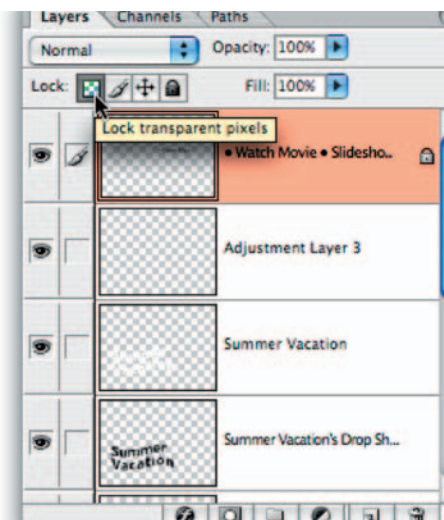 Layers Channels Paths
Normal Opacity: 100%
Lock: Fill: 100%
Lock transparent pixels
• Watch Movie • Slidesho..
Adjustment Layer 3
Summer Vacation
Summer Vacation's Drop Sh...
Summer
Vacation